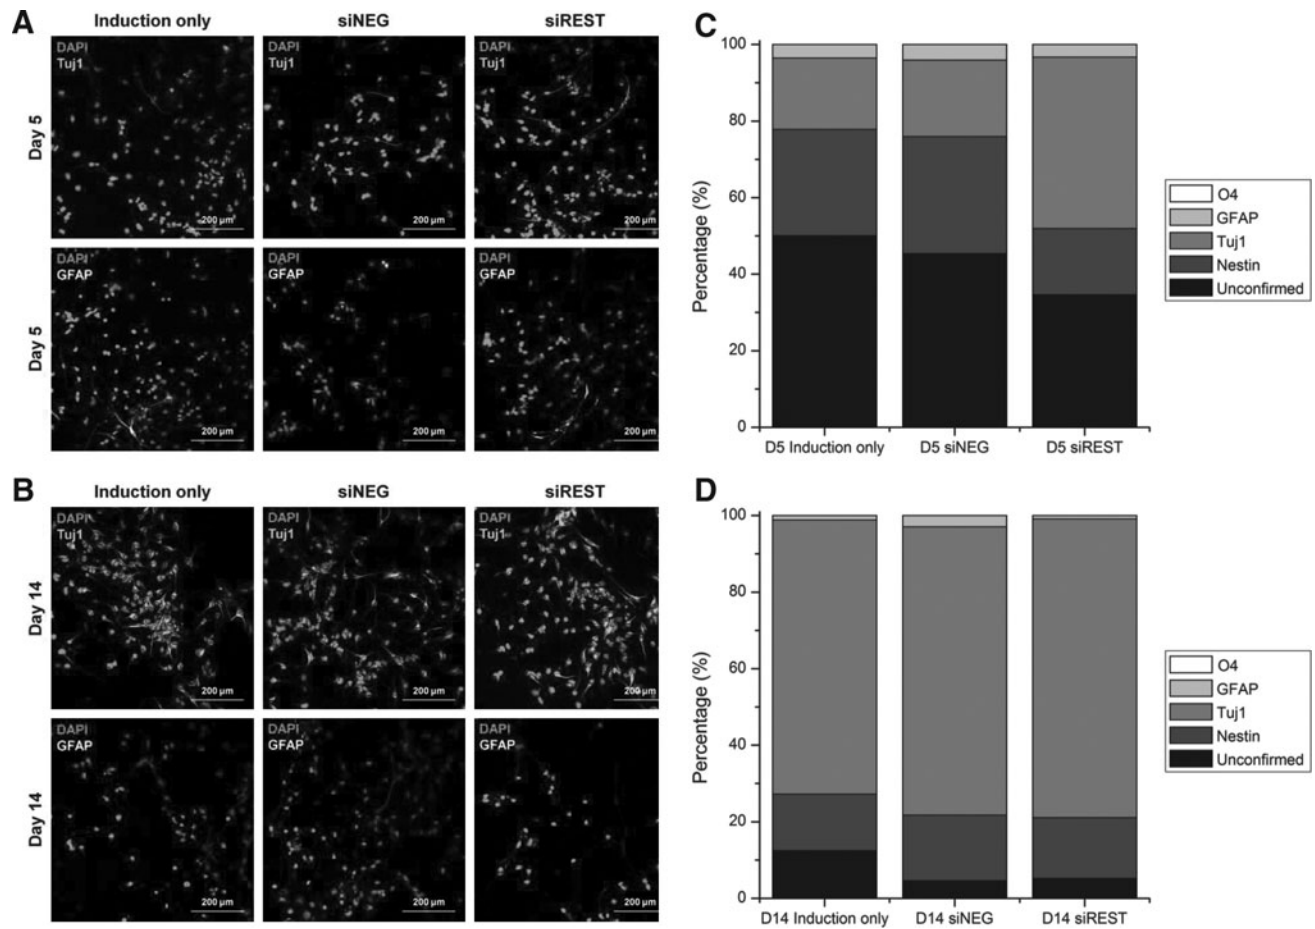 A
Induction only siNEG siREST
Day 5
DAPI
Tuj1
200 µm
DAPI
Tuj1
200 µm
DAPI
Tuj1
200 µm
Day 5
DAPI
GFAP
200 µm
DAPI
GFAP
200 µm
DAPI
GFAP
200 µm
B
Induction only siNEG siREST
Day 14
DAPI
Tuj1
200 µm
DAPI
Tuj1
200 µm
DAPI
Tuj1
200 µm
Day 14
DAPI
GFAP
200 µm
DAPI
GFAP
200 µm
DAPI
GFAP
200 µm
C
Percentage (%)
100
80
60
40
20
0
D5 Induction only D5 siNEG D5 siREST
O4
GFAP
Tuj1
Nestin
Unconfirmed
D
Percentage (%)
100
80
60
40
20
0
D14 Induction only D14 siNEG D14 siREST
O4
GFAP
Tuj1
Nestin
Unconfirmed